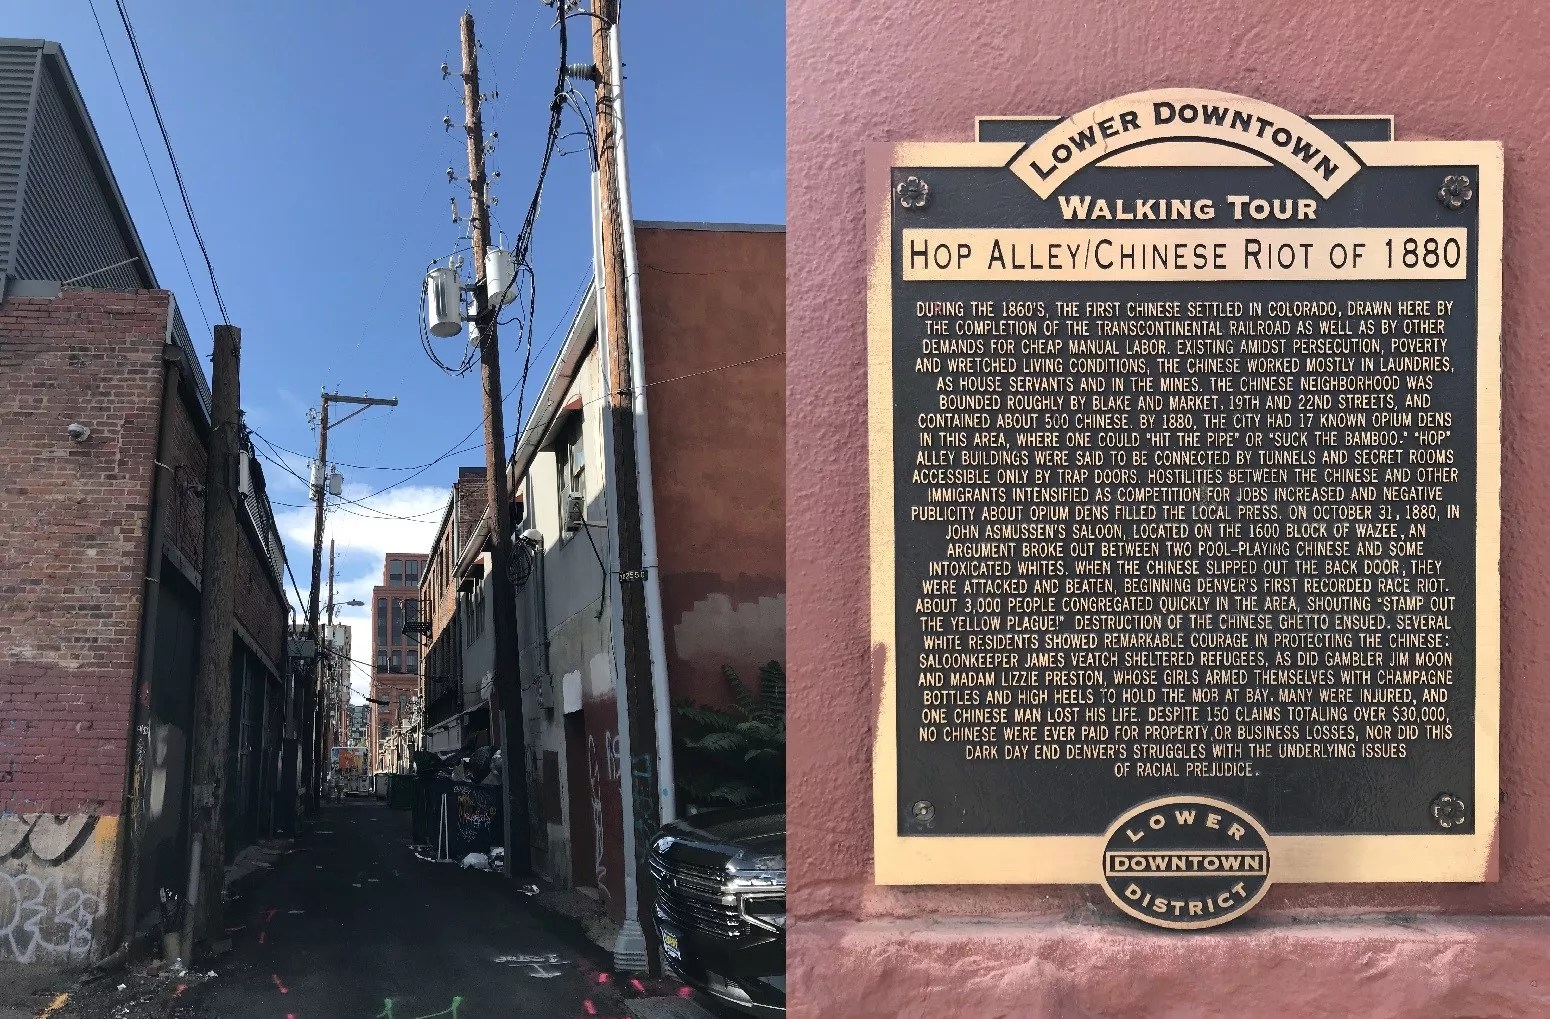 LOWER DOWNTOWN
WALKING TOUR
HOP ALLEY/CHINESE RIOT OF 1880
DURING THE 1860'S, THE FIRST CHINESE SETTLED IN COLORADO, DRAWN HERE BY
THE COMPLETION OF THE TRANSCONTINENTAL RAILROAD AS WELL AS BY OTHER
DEMANDS FOR CHEAP MANUAL LABOR. EXISTING AMIDST PERSECUTION, POVERTY
AND WRETCHED LIVING CONDITIONS, THE CHINESE WORKED MOSTLY IN LAUNDRIES,
AS HOUSE SERVANTS AND IN THE MINES. THE CHINESE NEIGHBORHOOD WAS
BOUNDED ROUGHLY BY BLAKE AND MARKET, 19TH AND 22ND STREETS, AND
CONTAINED ABOUT 500 CHINESE. BY 1880, THE CITY HAD 17 KNOWN OPIUM DENS
IN THIS AREA, WHERE ONE COULD "HIT THE PIPE" OR "SUCK THE BAMBOO." "HOP"
ALLEY BUILDINGS WERE SAID TO BE CONNECTED BY TUNNELS AND SECRET ROOMS
ACCESSIBLE ONLY BY TRAP DOORS. HOSTILITIES BETWEEN THE CHINESE AND OTHER
IMMIGRANTS INTENSIFIED AS COMPETITION FOR JOBS INCREASED AND NEGATIVE
PUBLICITY ABOUT OPIUM DENS FILLED THE LOCAL PRESS. ON OCTOBER 31, 1880, IN
JOHN ASMUSSEN'S SALOON, LOCATED ON THE 1600 BLOCK OF WAZEE, AN
ARGUMENT BROKE OUT BETWEEN TWO POOL-PLAYING CHINESE AND SOME
INTOXICATED WHITES. WHEN THE CHINESE SLIPPED OUT THE BACK DOOR, THEY
WERE ATTACKED AND BEATEN, BEGINNING DENVER'S FIRST RECORDED RACE RIOT.
ABOUT 3,000 PEOPLE CONGREGATED QUICKLY IN THE AREA, SHOUTING "STAMP OUT
THE YELLOW PLAGUE!" DESTRUCTION OF THE CHINESE GHETTO ENSUED. SEVERAL
WHITE RESIDENTS SHOWED REMARKABLE COURAGE IN PROTECTING THE CHINESE:
SALOONKEEPER JAMES VEATCH SHELTERED REFUGEES, AS DID GAMBLER JIM MOON
AND MADAM LIZZIE PRESTON, WHOSE GIRLS ARMED THEMSELVES WITH CHAMPAGNE
BOTTLES AND HIGH HEELS TO HOLD THE MOB AT BAY. MANY WERE INJURED, AND
ONE CHINESE MAN LOST HIS LIFE. DESPITE 150 CLAIMS TOTALING OVER $30,000,
NO CHINESE WERE EVER PAID FOR PROPERTY OR BUSINESS LOSSES, NOR DID THIS
DARK DAY END DENVER'S STRUGGLES WITH THE UNDERLYING ISSUES
OF RACIAL PREJUDICE.
LOWER
DOWNTOWN
DISTRICT